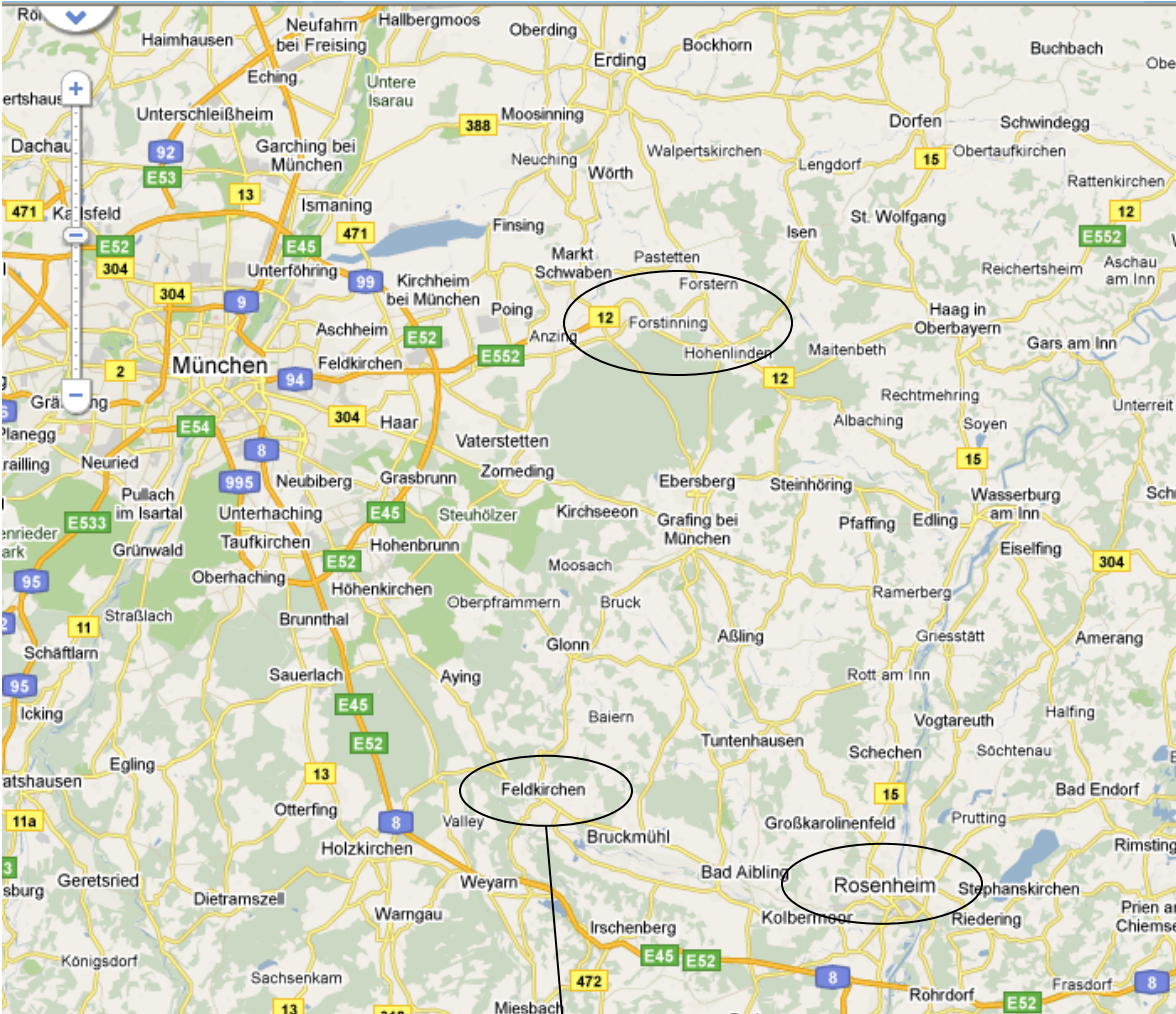 Neufahrn
bei Freising
Hallbergmoos
Oberding
Bockhorn
Buchbach
Haimhausen
Erding
Eching
Untere
Isarau
Unterschleißheim
388
Moosinning
Dorfen
Schwindegg
Dachau
92
Garching bei
München
Neuching
Walpertskirchen
Lengdorf
15
Obertaufkirchen
E53
Wörth
Rattenkirchen
13
471
Ismaning
St. Wolfgang
12
471
Finsing
Isen
E552
E52
E45
304
Markt
Schwaben
Pastetten
Reichertsheim
Aschau
am Inn
Unterföhring
99
Kirchheim
bei München
Forstern
304
9
Poing
12
Forstinning
Haag in
Oberbayern
Aschheim
E52
Anzing
Gars am Inn
München
Feldkirchen
E552
Hohenlinden
Maitenbeth
2
94
12
Rechtmehring
Unterreit
304
Haar
Albaching
Soyen
Planegg
E54
Vaterstetten
8
15
Neuried
995
Neubiberg
Grasbrunn
Zorneding
Ebersberg
Steinhöring
Pullach
im Isartal
Unterhaching
E45
Steuhölzer
Kirchseeon
Grafing bei
München
Pfaffing
Edling
Wasserburg
am Inn
E533
Taufkirchen
Hohenbrunn
Grünwald
E52
Eiselfing
Moosach
304
95
Oberhaching
Höhenkirchen
Ramerberg
Oberpframmern
Bruck
Straßlach
Brunnthal
11
Aßling
Griesstätt
Amerang
Schäftlarn
Glonn
Sauerlach
Aying
Rott am Inn
95
E45
Icking
Baiern
Vogtareuth
Halfing
E52
Tuntenhausen
Schechen
Söchtenau
Egling
13
Feldkirchen
15
Bad Endorf
11a
Otterfing
8
Valley
Bruckmühl
Großkarolinenfeld
Prutting
Holzkirchen
Rimsting
Geretsried
Weyarn
Bad Aibling
Rosenheim
Stephanskirchen
Dietramszell
Warngau
Irschenberg
Kolbermoor
Riedering
Königsdorf
E45
E52
Sachsenkam
472
8
Frasdorf
8
13
Miesbach
Rohrdorf
E52